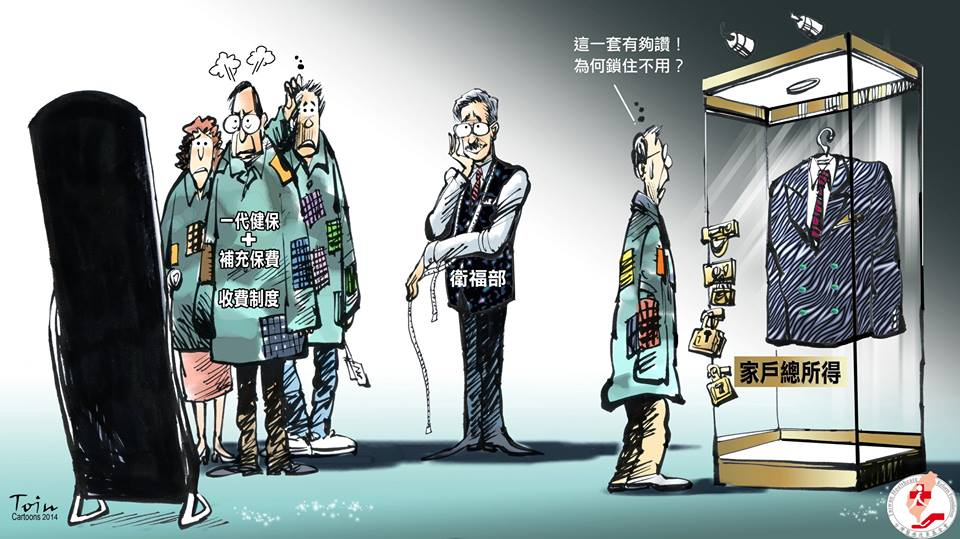 這一套有夠讚！
為何鎖住不用？
一代健保
+
補充保費
收費制度
衛福部
家戶總所得
Toin
Cartoons 2014